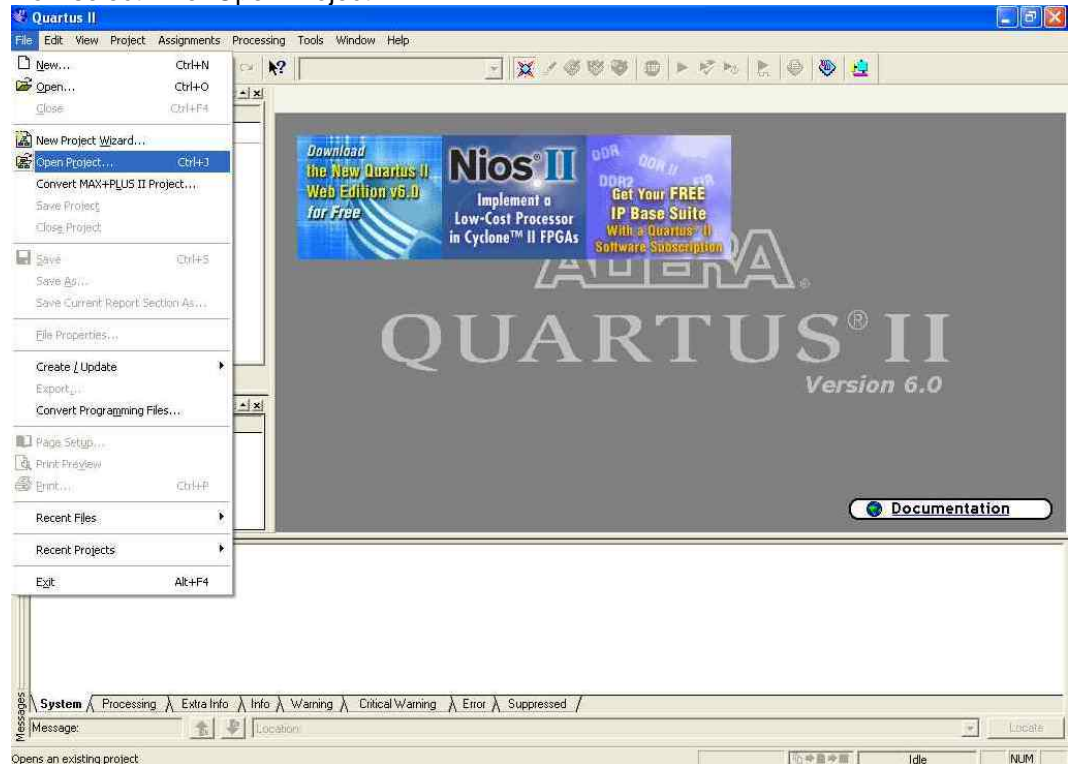 Quartus II
File Edit View Project Assignments Processing Tools Window Help
New... Ctrl+N
Open... Ctrl+O
Close Ctrl+F4
New Project Wizard...
Open Project... Ctrl+J
Convert MAX+PLUS II Project...
Save Project
Close Project
Save Ctrl+S
Save As...
Save Current Report Section As...
File Properties...
Create / Update
Export...
Convert Programming Files...
Page Setup...
Print Preview
Print... Ctrl+P
Recent Files
Recent Projects
Exit Alt+F4
Download
the New Quartus II
Web Edition v6.0
for Free
Nios® II
Implement a
Low-Cost Processor
in Cyclone™ II FPGAs
DDR DDR II
DDR2 FIR
Get Your FREE
IP Base Suite
With a Quartus® II
Software Subscription
ALTERA®
QUARTUS® II
Version 6.0
Documentation
Messages
System Processing Extra Info Info Warning Critical Warning Error Suppressed
Message: Location: Locate
Opens an existing project Idle NUM